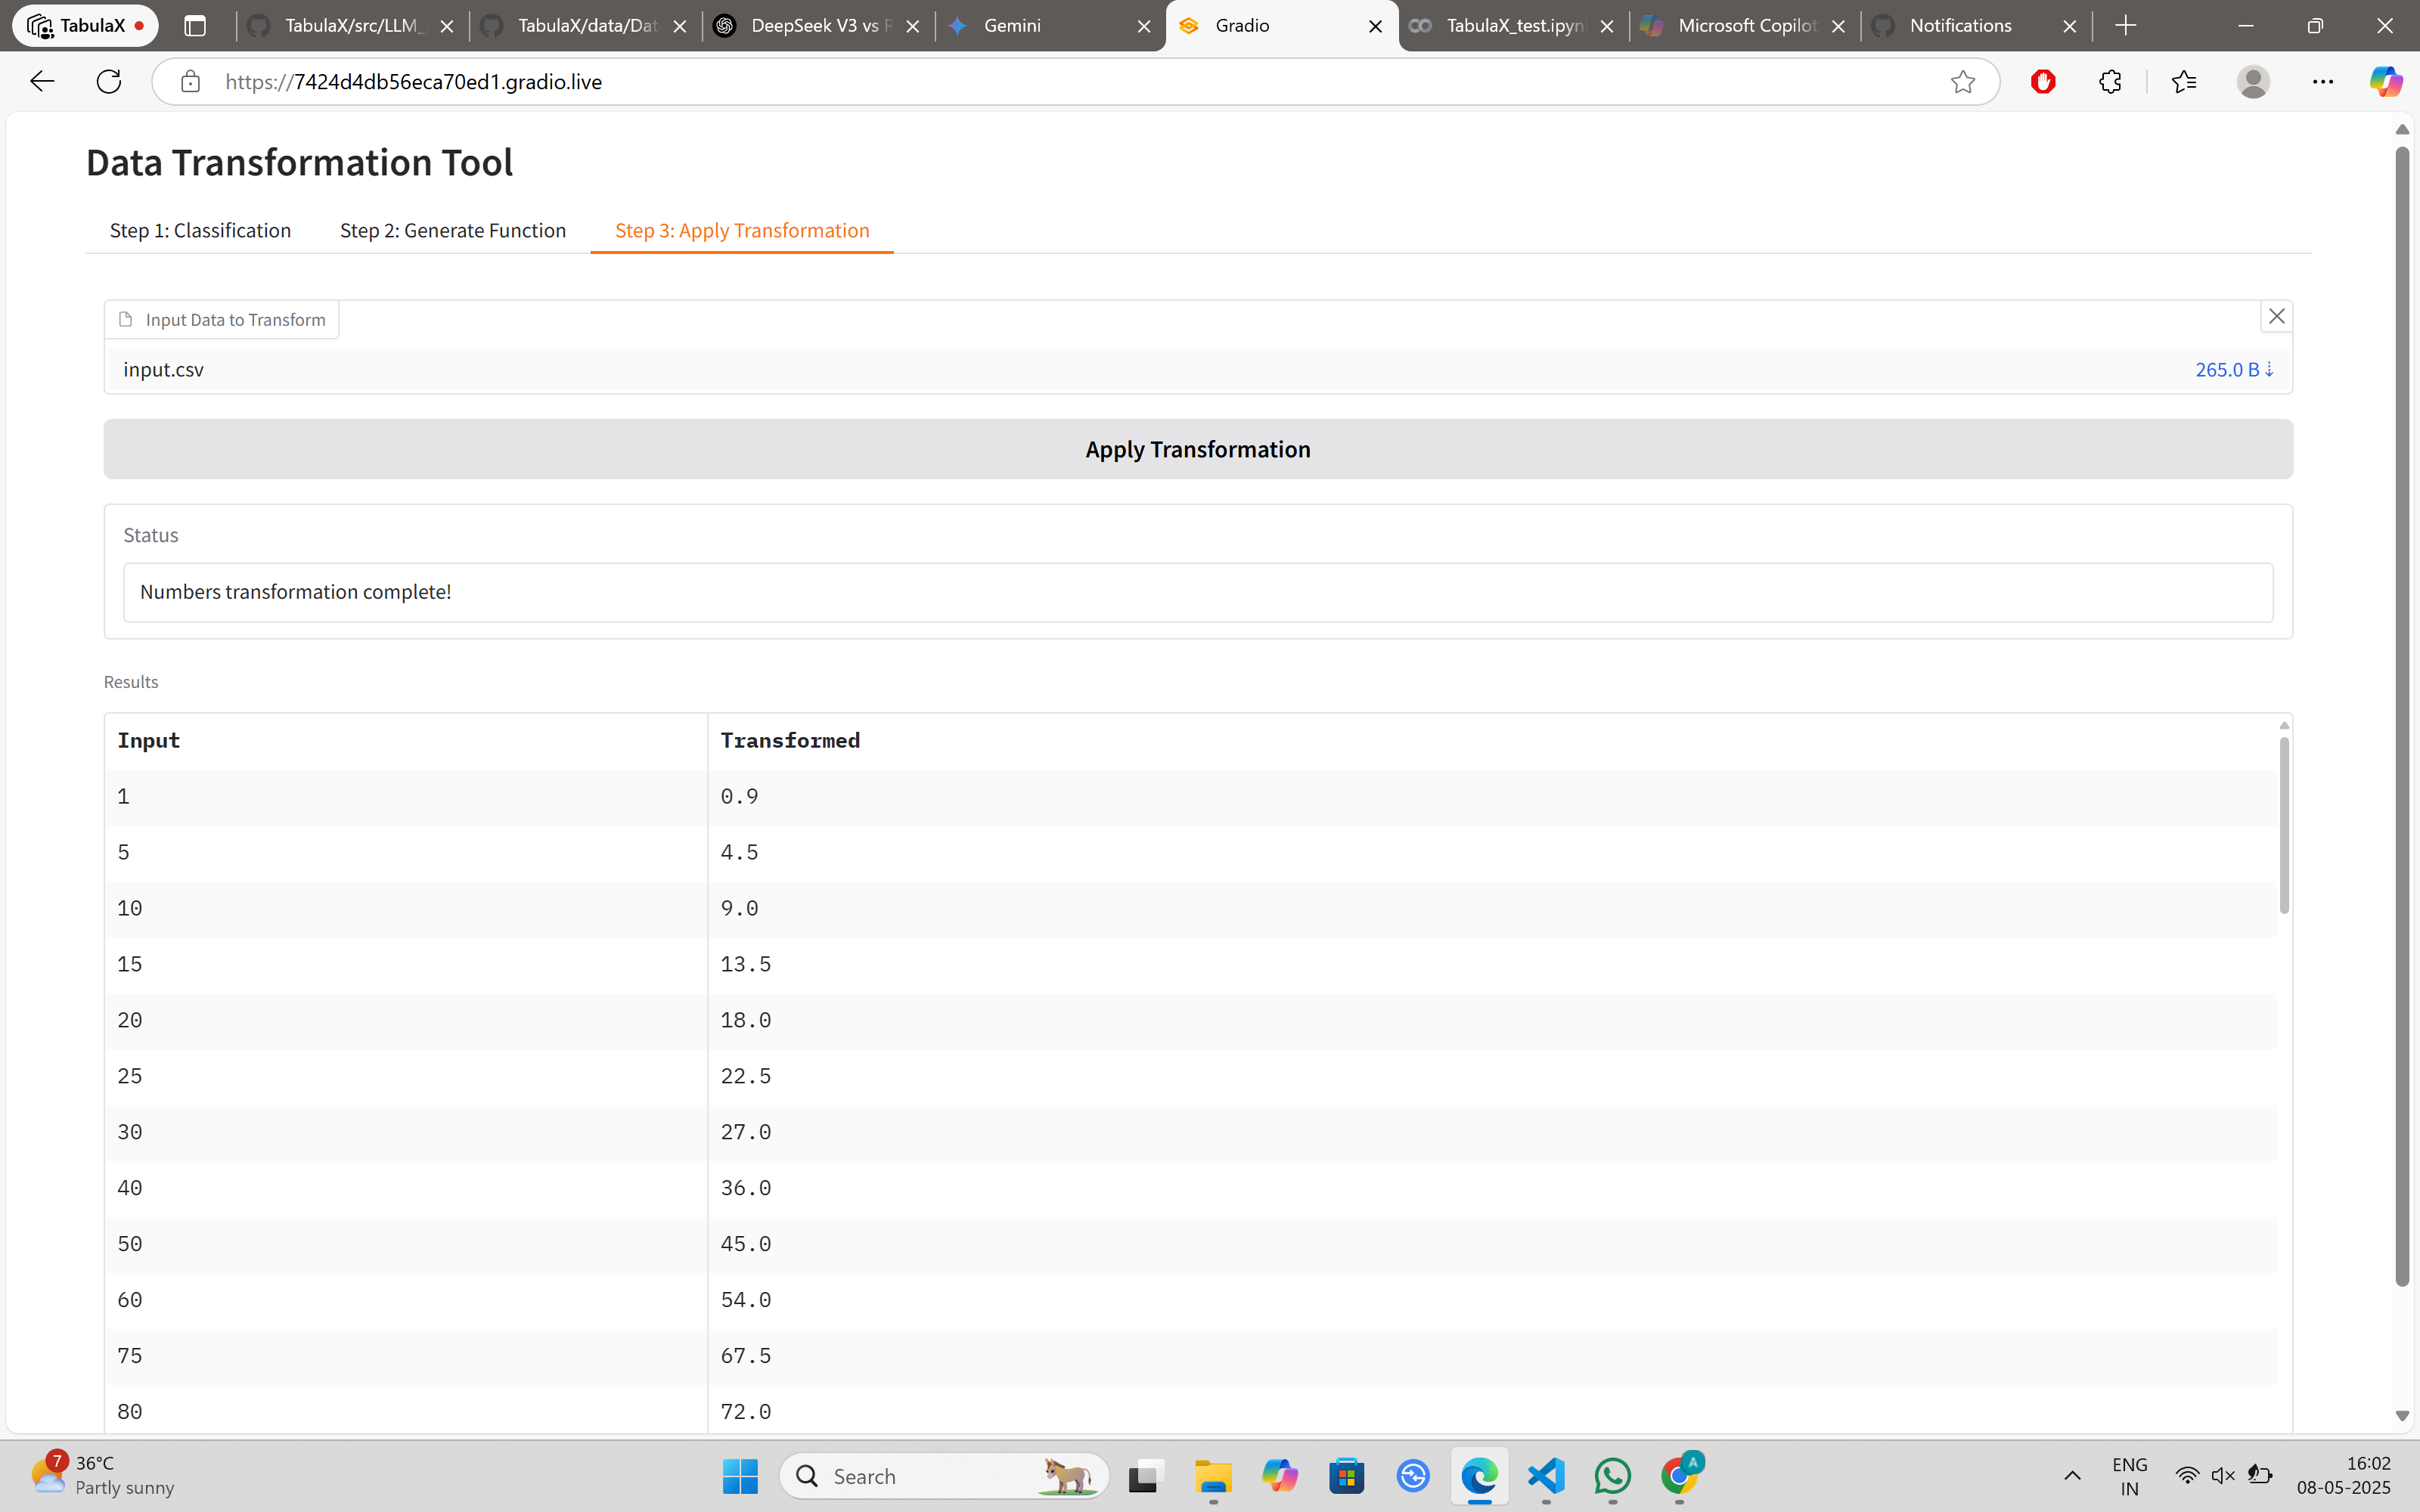 TabulaX
TabulaX/src/LLM_
TabulaX/data/Dat
DeepSeek V3 vs R
Gemini
Gradio
TabulaX_test.ipyn
Microsoft Copilot
Notifications
https://7424d4db56eca70ed1.gradio.live
Data Transformation Tool
Step 1: Classification
Step 2: Generate Function
Step 3: Apply Transformation
Input Data to Transform
input.csv
265.0 B ⇣
Apply Transformation
Status
Numbers transformation complete!
Results
Input Transformed
1 0.9
5 4.5
10 9.0
15 13.5
20 18.0
25 22.5
30 27.0
40 36.0
50 45.0
60 54.0
75 67.5
80 72.0
7
36°C
Partly sunny
Search
A
ENG
IN
16:02
08-05-2025